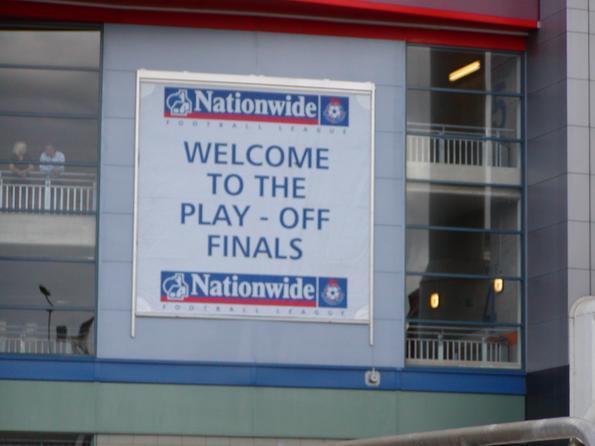 Nationwide
FOOTBALL LEAGUE
WELCOME
TO THE
PLAY - OFF
FINALS
Nationwide
FOOTBALL LEAGUE